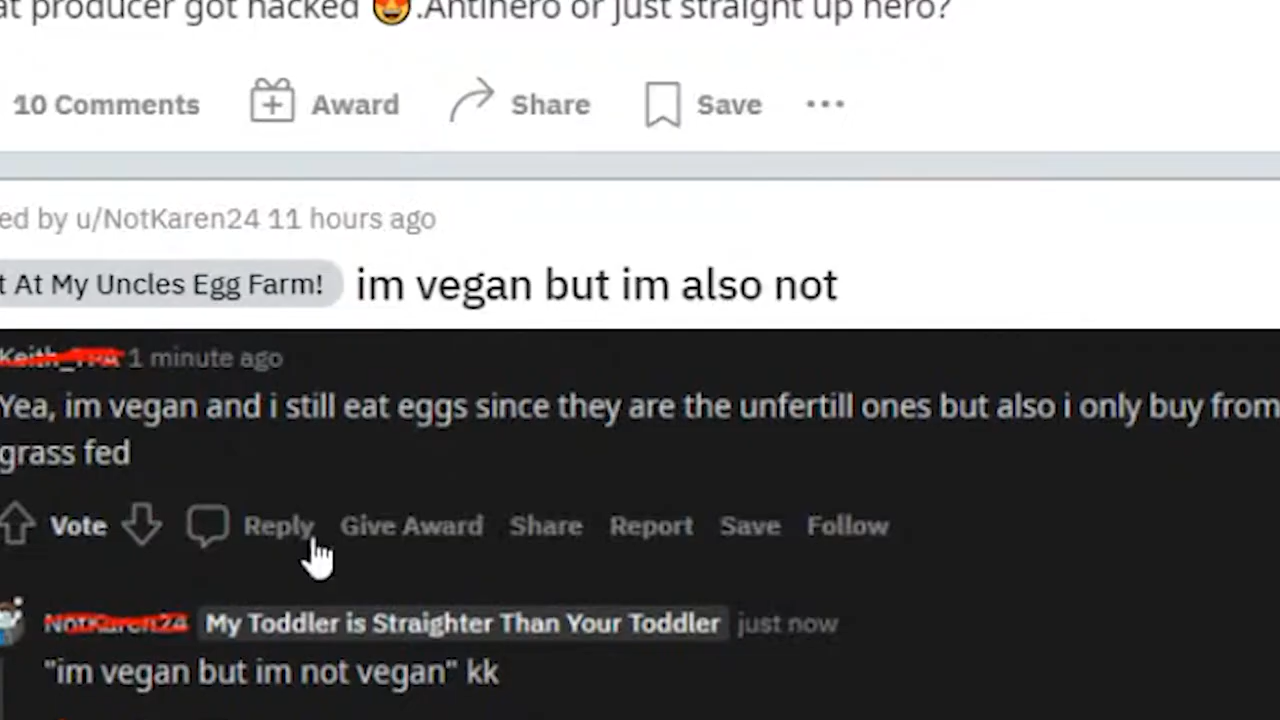 at producer got hacked 😍.Antihero or just straight up hero?
10 Comments Award Share Save ...
ed by u/NotKaren24 11 hours ago
t At My Uncles Egg Farm! im vegan but im also not
Keith_TPA 1 minute ago
Yea, im vegan and i still eat eggs since they are the unfertill ones but also i only buy from
grass fed
Vote Reply Give Award Share Report Save Follow
NotKaren24 My Toddler is Straighter Than Your Toddler just now
"im vegan but im not vegan" kk